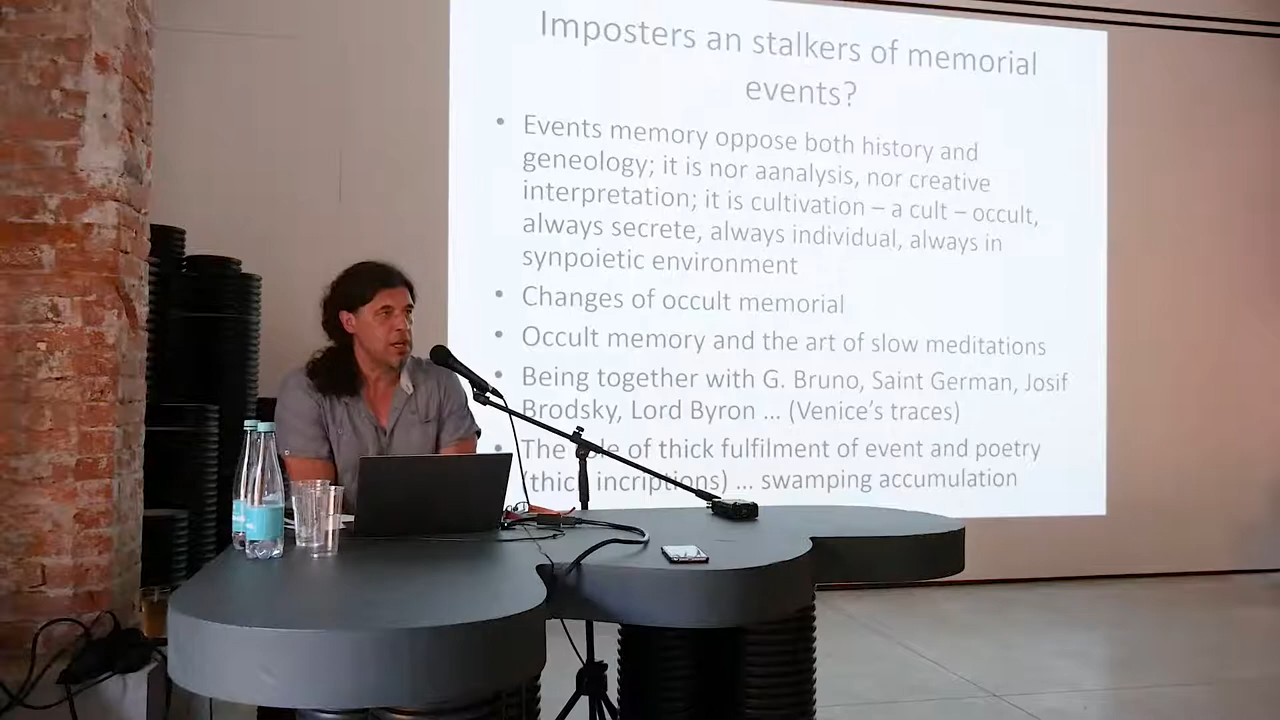 Imposters an stalkers of memorial
events?
• Events memory oppose both history and
geneology; it is nor aanalysis, nor creative
interpretation; it is cultivation – a cult – occult,
always secrete, always individual, always in
synpoietic environment
• Changes of occult memorial
• Occult memory and the art of slow meditations
• Being together with G. Bruno, Saint German, Josif
Brodsky, Lord Byron ... (Venice's traces)
• The role of thick fulfilment of event and poetry
(thick incriptions) ... swamping accumulation